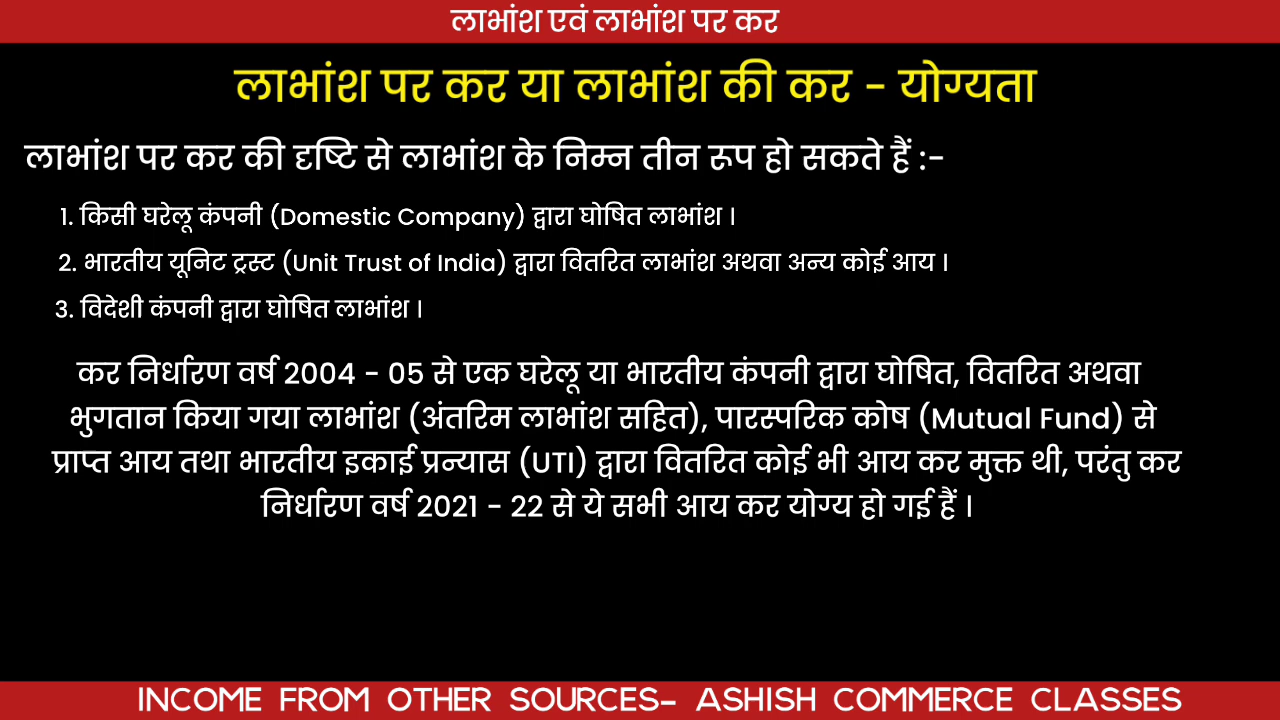 लाभांश एवं लाभांश पर कर
लाभांश पर कर या लाभांश की कर - योग्यता
लाभांश पर कर की दृष्टि से लाभांश के निम्न तीन रूप हो सकते हैं :-
1. किसी घरेलू कंपनी (Domestic Company) द्वारा घोषित लाभांश ।
2. भारतीय यूनिट ट्रस्ट (Unit Trust of India) द्वारा वितरित लाभांश अथवा अन्य कोई आय ।
3. विदेशी कंपनी द्वारा घोषित लाभांश ।
कर निर्धारण वर्ष 2004 - 05 से एक घरेलू या भारतीय कंपनी द्वारा घोषित, वितरित अथवा
भुगतान किया गया लाभांश (अंतरिम लाभांश सहित), पारस्परिक कोष (Mutual Fund) से
प्राप्त आय तथा भारतीय इकाई प्रन्यास (UTI) द्वारा वितरित कोई भी आय कर मुक्त थी, परंतु कर
निर्धारण वर्ष 2021 - 22 से ये सभी आय कर योग्य हो गई हैं ।
INCOME FROM OTHER SOURCES- ASHISH COMMERCE CLASSES